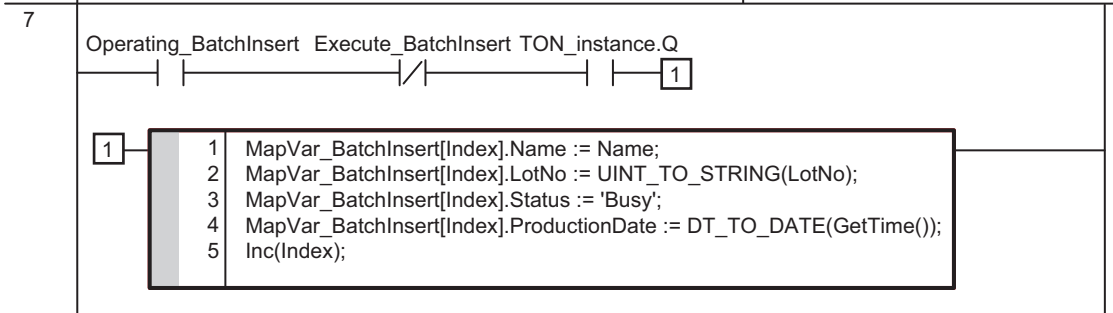 7
Operating_BatchInsert Execute_BatchInsert TON_instance.Q
1
1
1 MapVar_BatchInsert[Index].Name := Name;
2 MapVar_BatchInsert[Index].LotNo := UINT_TO_STRING(LotNo);
3 MapVar_BatchInsert[Index].Status := 'Busy';
4 MapVar_BatchInsert[Index].ProductionDate := DT_TO_DATE(GetTime());
5 Inc(Index);